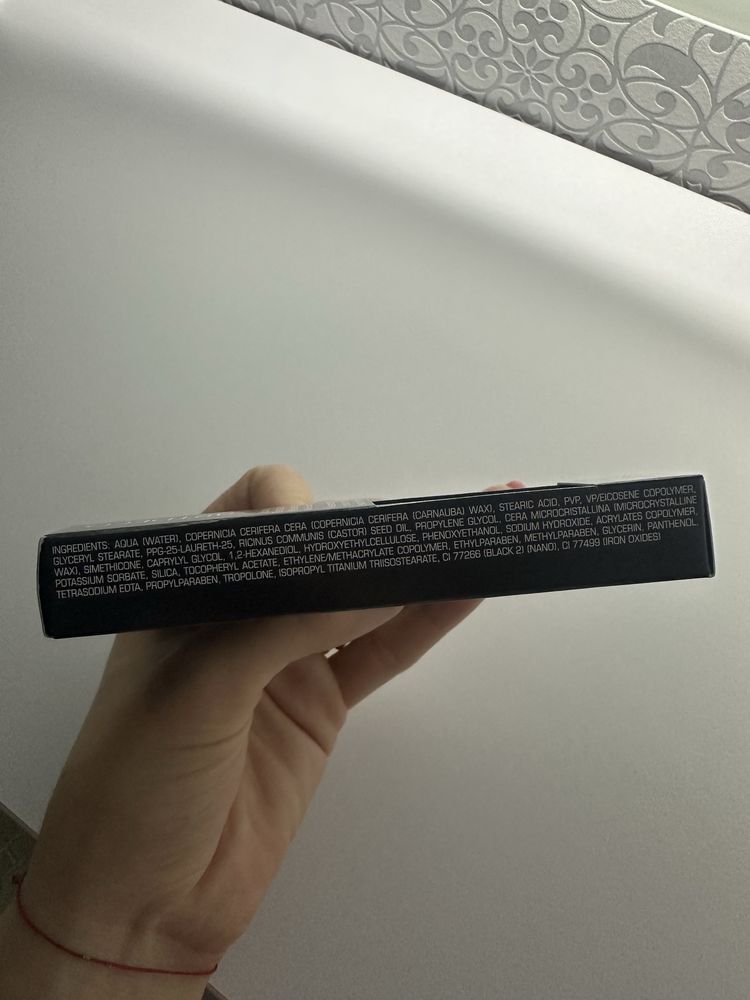 INGREDIENTS: AQUA (WATER), COPERNICIA CERIFERA CERA (COPERNICIA CERIFERA (CARNAUBA) WAX), STEARIC ACID, PVP, VP/EICOSENE COPOLYMER,
GLYCERYL STEARATE, PPG-25-LAURETH-25, RICINUS COMMUNIS (CASTOR) SEED OIL, PROPYLENE GLYCOL, CERA MICROCRISTALLINA (MICROCRYSTALLINE
WAX), SIMETHICONE, CAPRYLYL GLYCOL, 1,2-HEXANEDIOL, HYDROXYETHYLCELLULOSE, PHENOXYETHANOL, SODIUM HYDROXIDE, ACRYLATES COPOLYMER,
POTASSIUM SORBATE, SILICA, TOCOPHERYL ACETATE, ETHYLENE/METHACRYLATE COPOLYMER, ETHYLPARABEN, METHYLPARABEN, GLYCERIN, PANTHENOL,
TETRASODIUM EDTA, PROPYLPARABEN, TROPOLONE, ISOPROPYL TITANIUM TRIISOSTEARATE, CI 77266 (BLACK 2) (NANO), CI 77499 (IRON OXIDES)